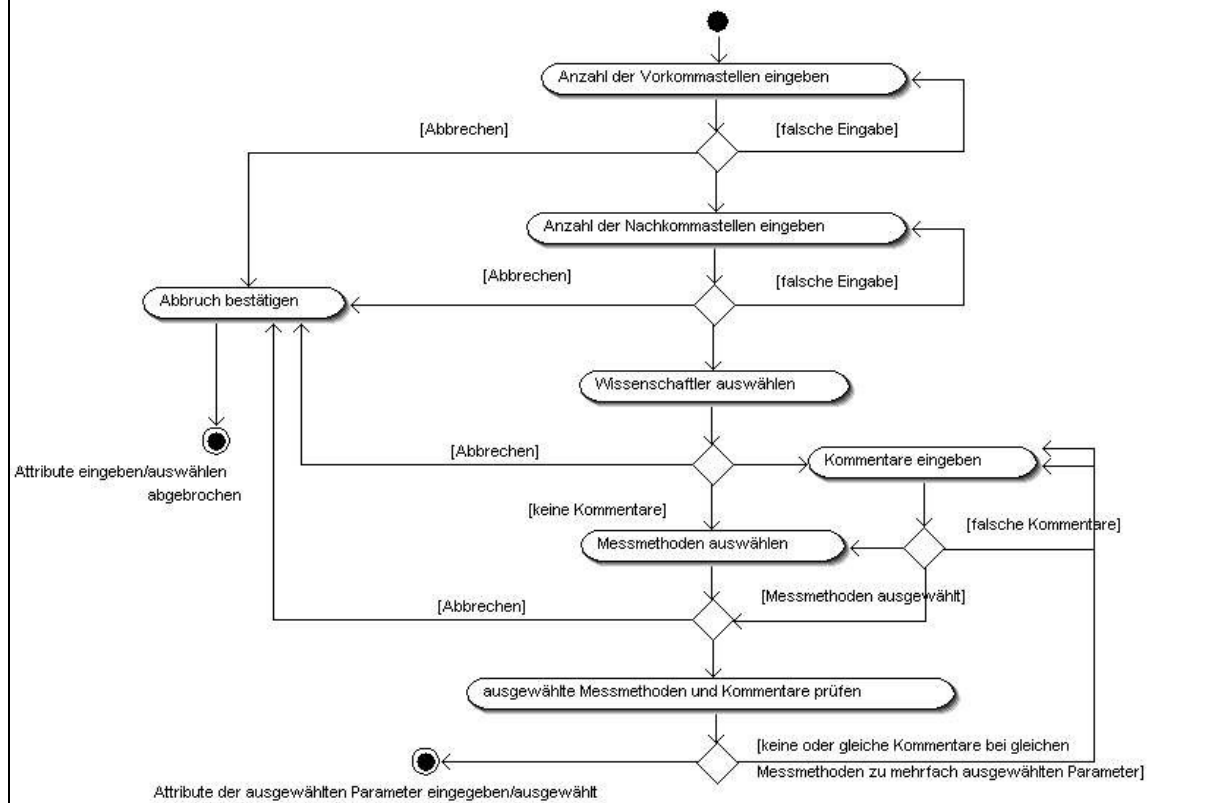 Anzahl der Vorkommastellen eingeben
[Abbrechen]
[falsche Eingabe]
Anzahl der Nachkommastellen eingeben
[Abbrechen]
[falsche Eingabe]
Abbruch bestätigen
Wissenschaftler auswählen
[Abbrechen]
Kommentare eingeben
Attribute eingeben/auswählen
abgebrochen
[keine Kommentare]
[falsche Kommentare]
Messmethoden auswählen
[Abbrechen]
[Messmethoden ausgewählt]
ausgewählte Messmethoden und Kommentare prüfen
[keine oder gleiche Kommentare bei gleichen
Messmethoden zu mehrfach ausgewählten Parameter]
Attribute der ausgewählten Parameter eingegeben/ausgewählt